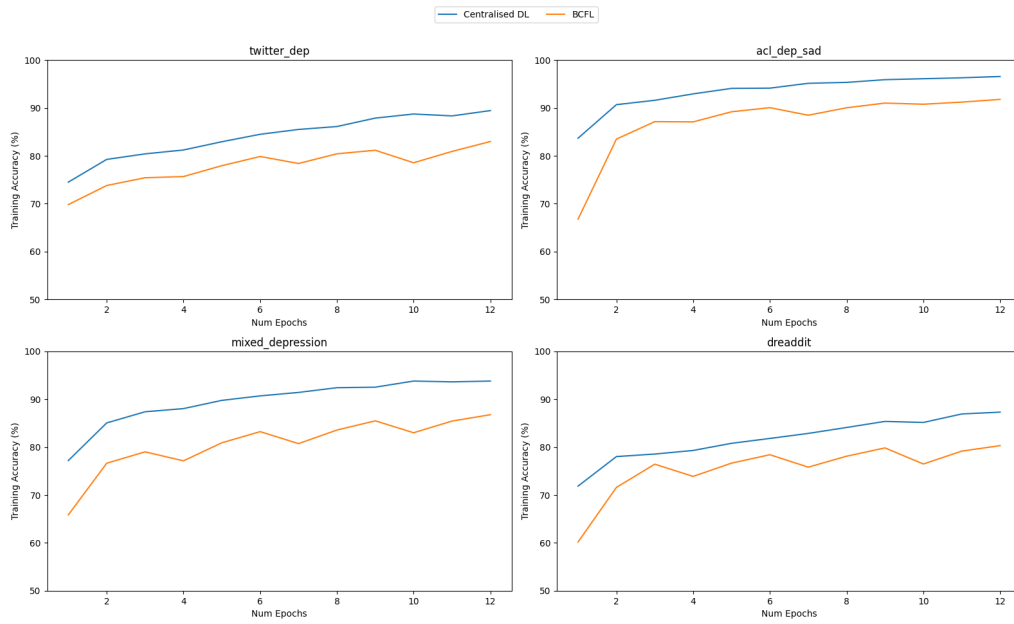 Centralised DL BCFL
twitter_dep
acl_dep_sad
100
90
80
70
60
50
Training Accuracy (%)
2 4 6 8 10 12
Num Epochs
100
90
80
70
60
50
Training Accuracy (%)
2 4 6 8 10 12
Num Epochs
mixed_depression
dreaddit
100
90
80
70
60
50
Training Accuracy (%)
2 4 6 8 10 12
Num Epochs
100
90
80
70
60
50
Training Accuracy (%)
2 4 6 8 10 12
Num Epochs